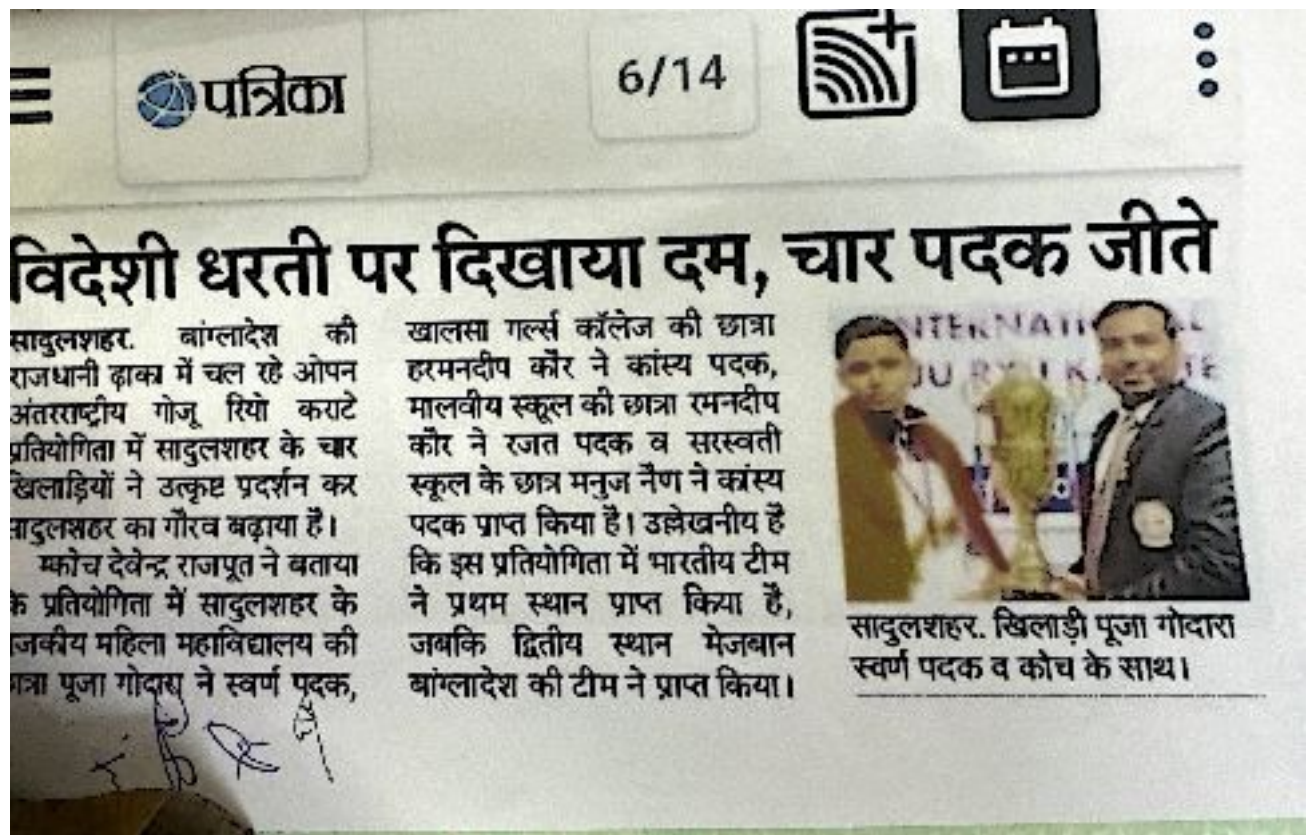 पत्रिका
6/14
विदेशी धरती पर दिखाया दम, चार पदक जीते
सादुलशहर. बांग्लादेश की
राजधानी ढ़ाका में चल रहे ओपन
अंतरराष्ट्रीय गोजू रियो कराटे
प्रतियोगिता में सादुलशहर के चार
खिलाड़ियों ने उत्कृष्ट प्रदर्शन कर
सादुलशहर का गौरव बढ़ाया है।
म्कोच देवेन्द्र राजपूत ने बताया
कि प्रतियोगिता में सादुलशहर के
राजकीय महिला महाविद्यालय की
छात्रा पूजा गोदारा ने स्वर्ण पदक,
खालसा गर्ल्स कॉलेज की छात्रा
हरमनदीप कौर ने कांस्य पदक,
मालवीय स्कूल की छात्रा रमनदीप
कौर ने रजत पदक व सरस्वती
स्कूल के छात्र मनुज नैण ने कांस्य
पदक प्राप्त किया है। उल्लेखनीय है
कि इस प्रतियोगिता में भारतीय टीम
ने प्रथम स्थान प्राप्त किया है,
जबकि द्वितीय स्थान मेजबान
बांग्लादेश की टीम ने प्राप्त किया।
सादुलशहर. खिलाड़ी पूजा गोदारा
स्वर्ण पदक व कोच के साथ।